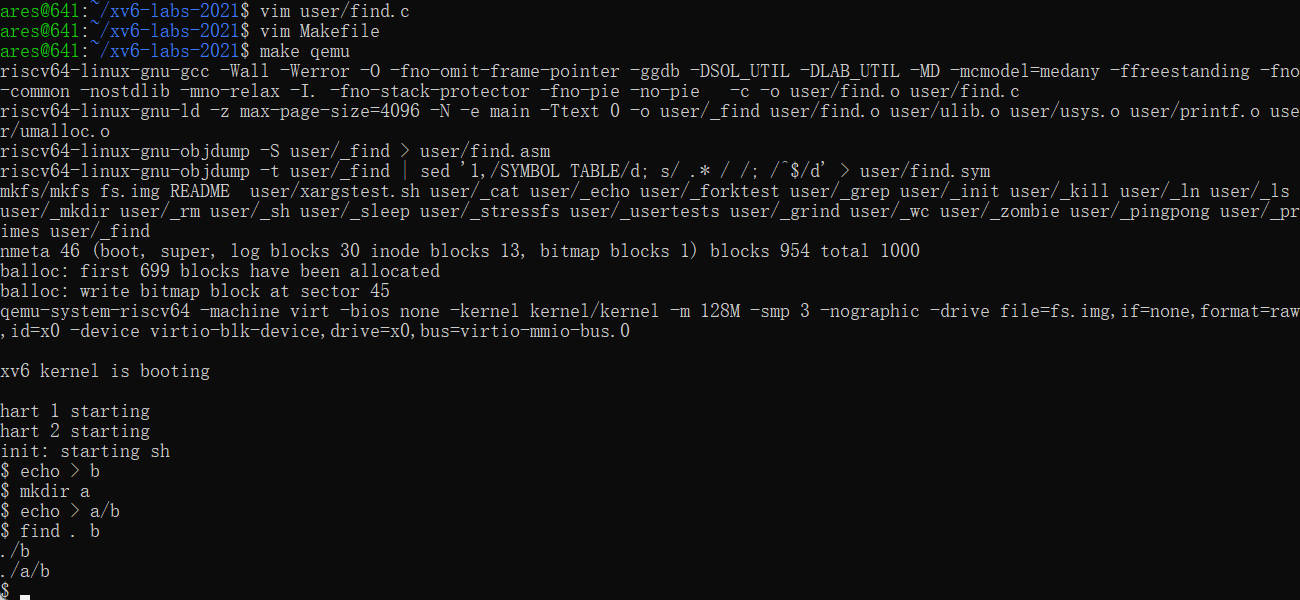 ares@641:~/xv6-labs-2021$ vim user/find.c
ares@641:~/xv6-labs-2021$ vim Makefile
ares@641:~/xv6-labs-2021$ make qemu
riscv64-linux-gnu-gcc -Wall -Werror -O -fno-omit-frame-pointer -ggdb -DSOL_UTIL -DLAB_UTIL -MD -mcmodel=medany -ffreestanding -fno
-common -nostdlib -mno-relax -I. -fno-stack-protector -fno-pie -no-pie   -c -o user/find.o user/find.c
riscv64-linux-gnu-ld -z max-page-size=4096 -N -e main -Ttext 0 -o user/_find user/find.o user/ulib.o user/usys.o user/printf.o use
r/umalloc.o
riscv64-linux-gnu-objdump -S user/_find > user/find.asm
riscv64-linux-gnu-objdump -t user/_find | sed '1,/SYMBOL TABLE/d; s/ .* / /; /^$/d' > user/find.sym
mkfs/mkfs fs.img README  user/xargstest.sh user/_cat user/_echo user/_forktest user/_grep user/_init user/_kill user/_ln user/_ls
user/_mkdir user/_rm user/_sh user/_sleep user/_stressfs user/_usertests user/_grind user/_wc user/_zombie user/_pingpong user/_pr
imes user/_find
nmeta 46 (boot, super, log blocks 30 inode blocks 13, bitmap blocks 1) blocks 954 total 1000
balloc: first 699 blocks have been allocated
balloc: write bitmap block at sector 45
qemu-system-riscv64 -machine virt -bios none -kernel kernel/kernel -m 128M -smp 3 -nographic -drive file=fs.img,if=none,format=raw
,id=x0 -device virtio-blk-device,drive=x0,bus=virtio-mmio-bus.0
xv6 kernel is booting
hart 1 starting
hart 2 starting
init: starting sh
$ echo > b
$ mkdir a
$ echo > a/b
$ find . b
./b
./a/b
$